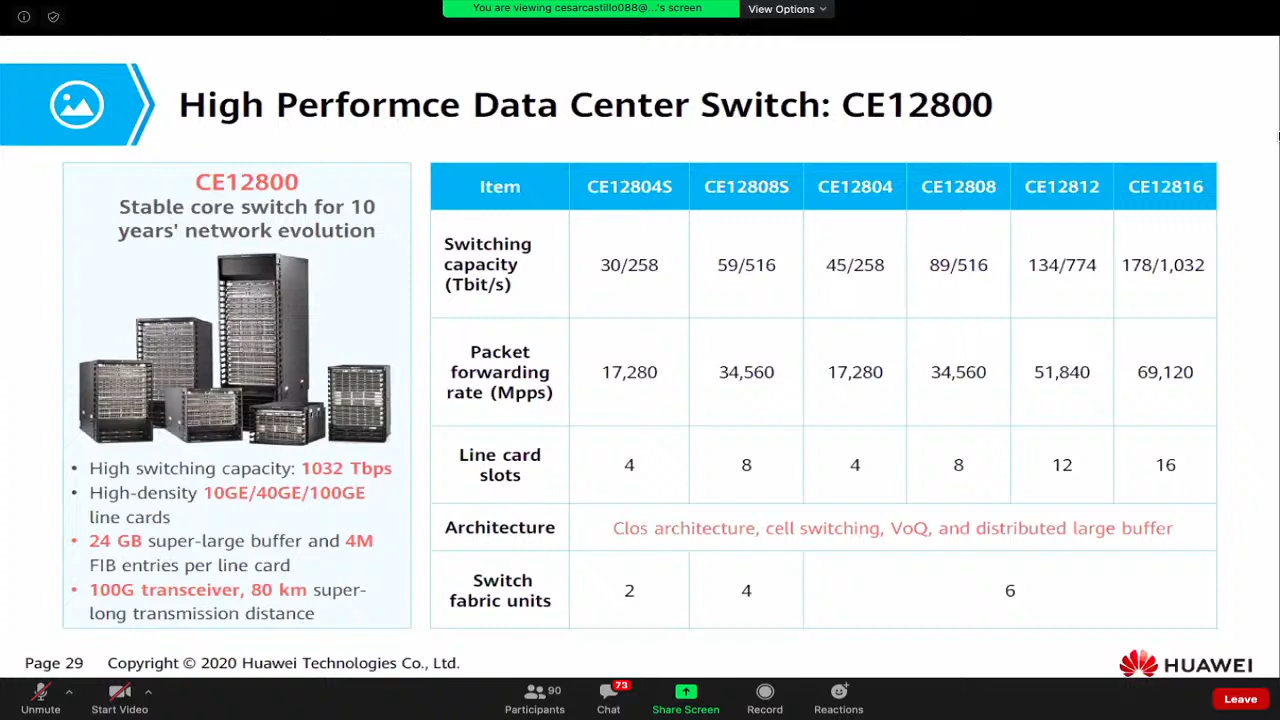 You are viewing cesarcastillo088@...'s screen
View Options
High Performce Data Center Switch: CE12800
CE12800
Stable core switch for 10
years' network evolution
• High switching capacity: 1032 Tbps
• High-density 10GE/40GE/100GE
line cards
• 24 GB super-large buffer and 4M
FIB entries per line card
• 100G transceiver, 80 km super-
long transmission distance
Item CE12804S CE12808S CE12804 CE12808 CE12812 CE12816
Switching
capacity
(Tbit/s)
30/258 59/516 45/258 89/516 134/774 178/1,032
Packet
forwarding
rate (Mpps)
17,280 34,560 17,280 34,560 51,840 69,120
Line card
slots
4 8 4 8 12 16
Architecture Clos architecture, cell switching, VoQ, and distributed large buffer
Switch
fabric units
2 4 6
Page 29 Copyright © 2020 Huawei Technologies Co., Ltd.
HUAWEI
Unmute
Start Video
90
Participants
73
Chat
Share Screen
Record
Reactions
Leave